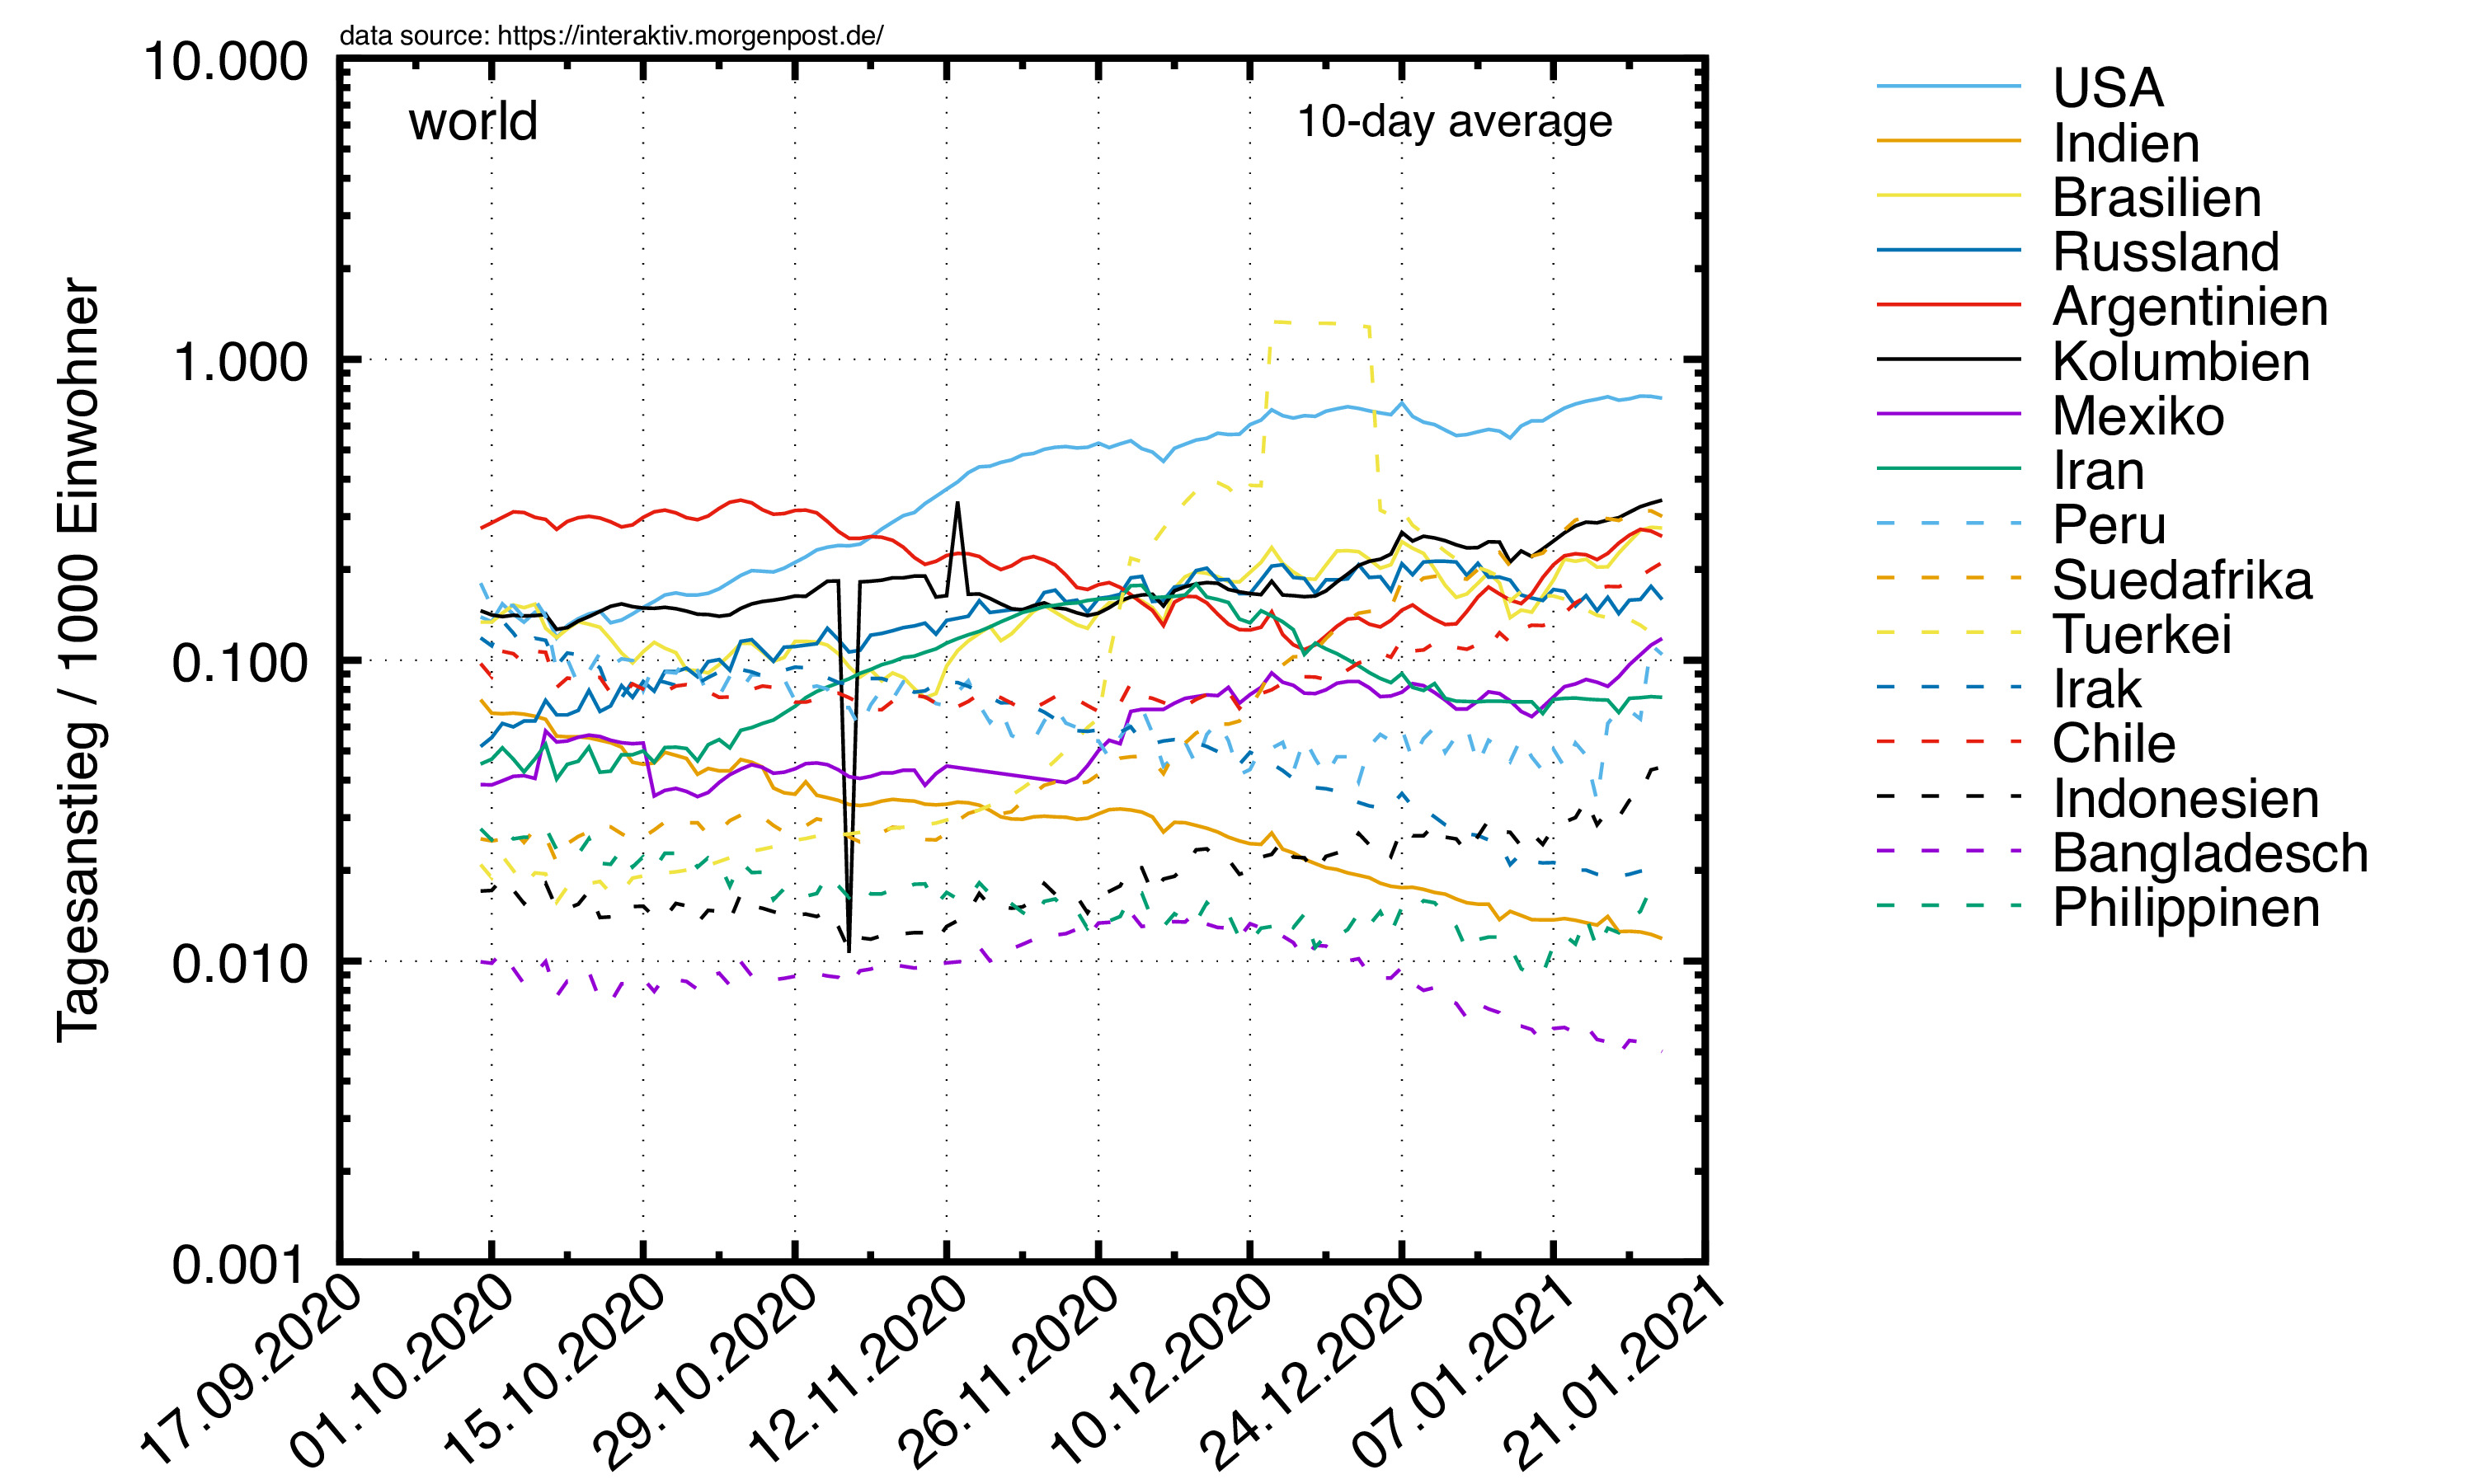 data source: https://interaktiv.morgenpost.de/
10.000
1.000
0.100
0.010
0.001
Tagesanstieg / 1000 Einwohner
world
10-day average
17.09.2020
01.10.2020
15.10.2020
29.10.2020
12.11.2020
26.11.2020
10.12.2020
24.12.2020
07.01.2021
21.01.2021
USA
Indien
Brasilien
Russland
Argentinien
Kolumbien
Mexiko
Iran
Peru
Suedafrika
Tuerkei
Irak
Chile
Indonesien
Bangladesch
Philippinen